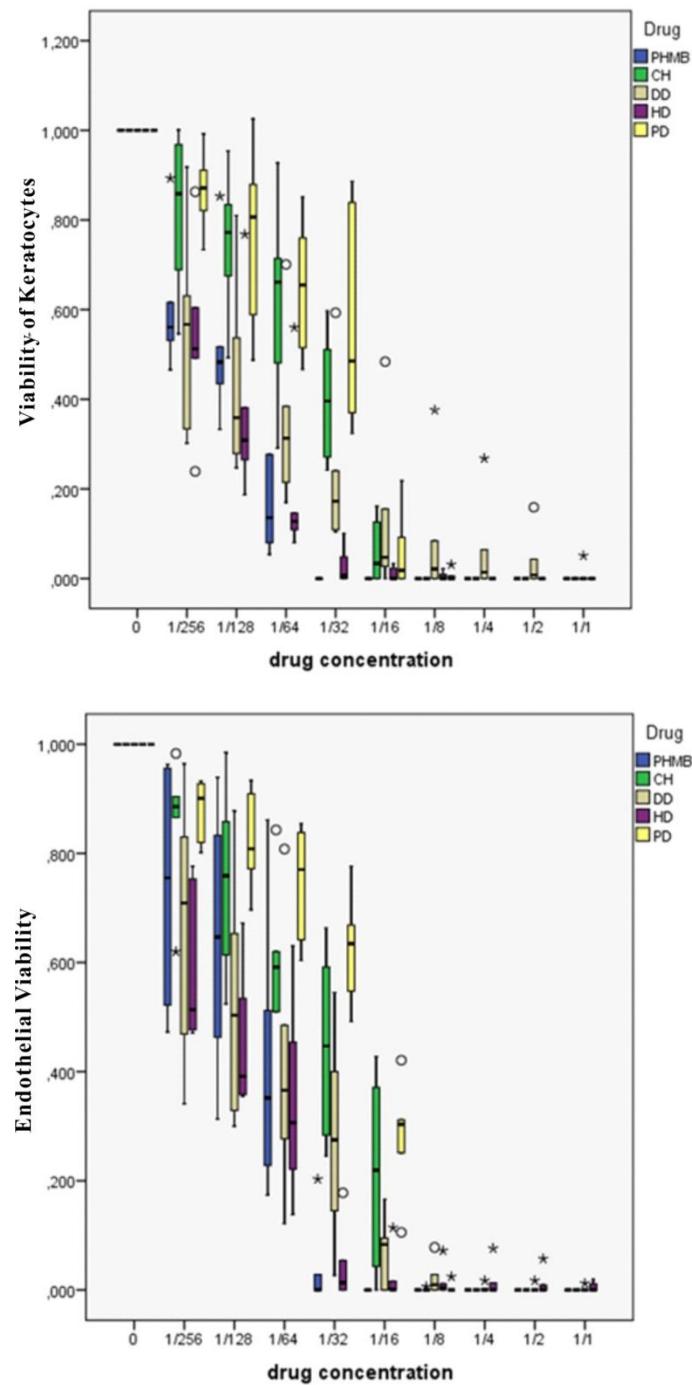 Drug
PHMB
CH
DD
HD
PD
Viability of Keratocytes
1,200
1,000
,800
,600
,400
,200
,000
0 1/256 1/128 1/64 1/32 1/16 1/8 1/4 1/2 1/1
drug concentration
Drug
PHMB
CH
DD
HD
PD
Endothelial Viability
1,000
,800
,600
,400
,200
,000
0 1/256 1/128 1/64 1/32 1/16 1/8 1/4 1/2 1/1
drug concentration